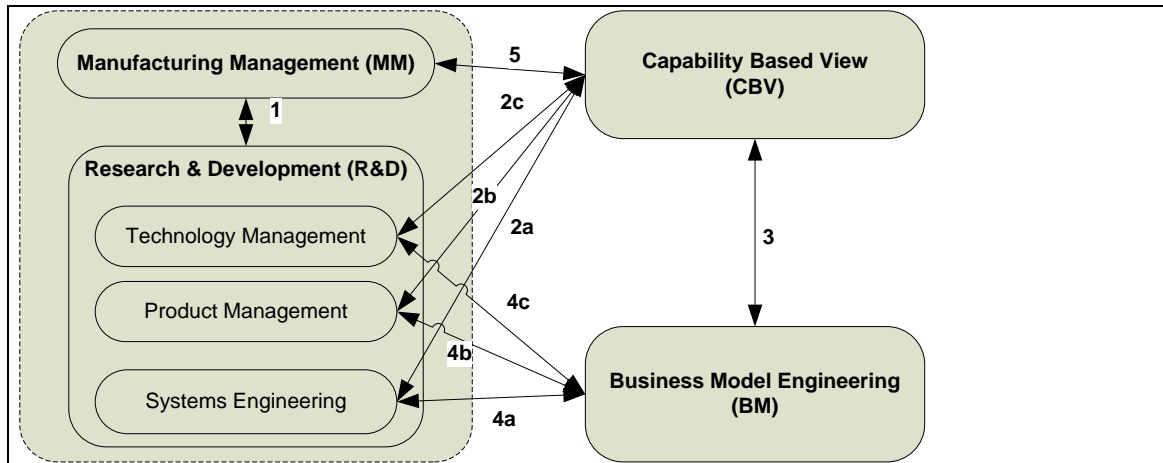 Manufacturing Management (MM)
5
Capability Based View
(CBV)
2c
1
Research & Development (R&D)
2b
2a
Technology Management
3
4c
Product Management
4b
Business Model Engineering
(BM)
Systems Engineering
4a